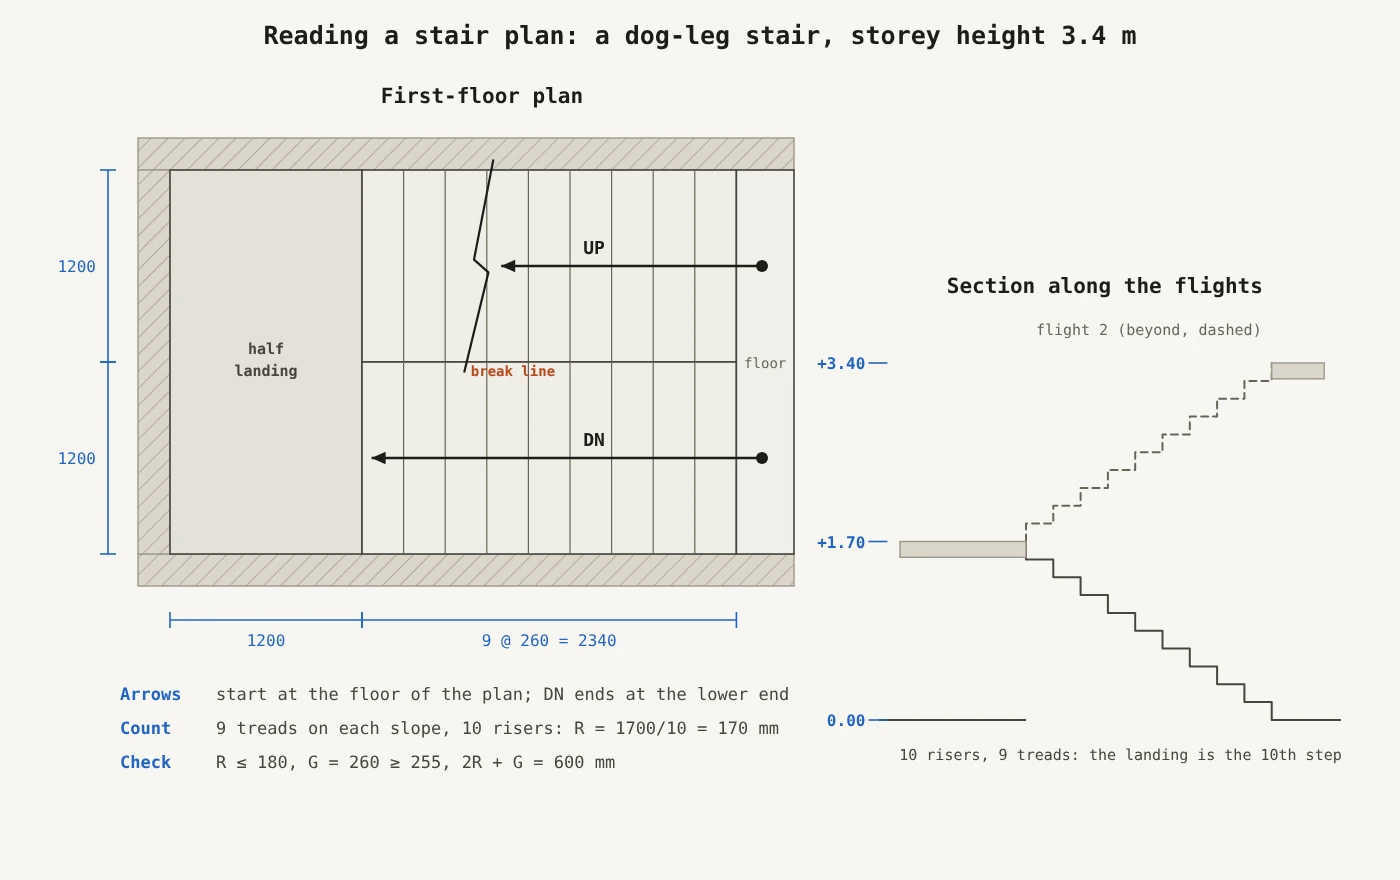 Reading a stair plan: a dog-leg stair, storey height 3.4 m
First-floor plan
1200
1200
half
landing
UP
break line
DN
floor
1200
9 @ 260 = 2340
Section along the flights
flight 2 (beyond, dashed)
+3.40
+1.70
0.00
10 risers, 9 treads: the landing is the 10th step
Arrows start at the floor of the plan; DN ends at the lower end
Count 9 treads on each slope, 10 risers: R = 1700/10 = 170 mm
Check R ≤ 180, G = 260 ≥ 255, 2R + G = 600 mm